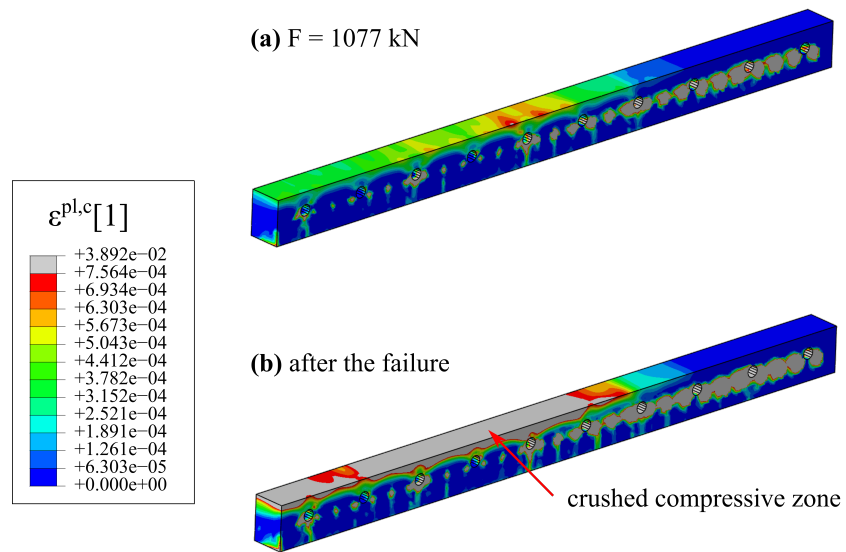 (a) F = 1077 kN
ε^pl,c[1]
+3.892e−02
+7.564e−04
+6.934e−04
+6.303e−04
+5.673e−04
+5.043e−04
+4.412e−04
+3.782e−04
+3.152e−04
+2.521e−04
+1.891e−04
+1.261e−04
+6.303e−05
+0.000e+00
(b) after the failure
crushed compressive zone